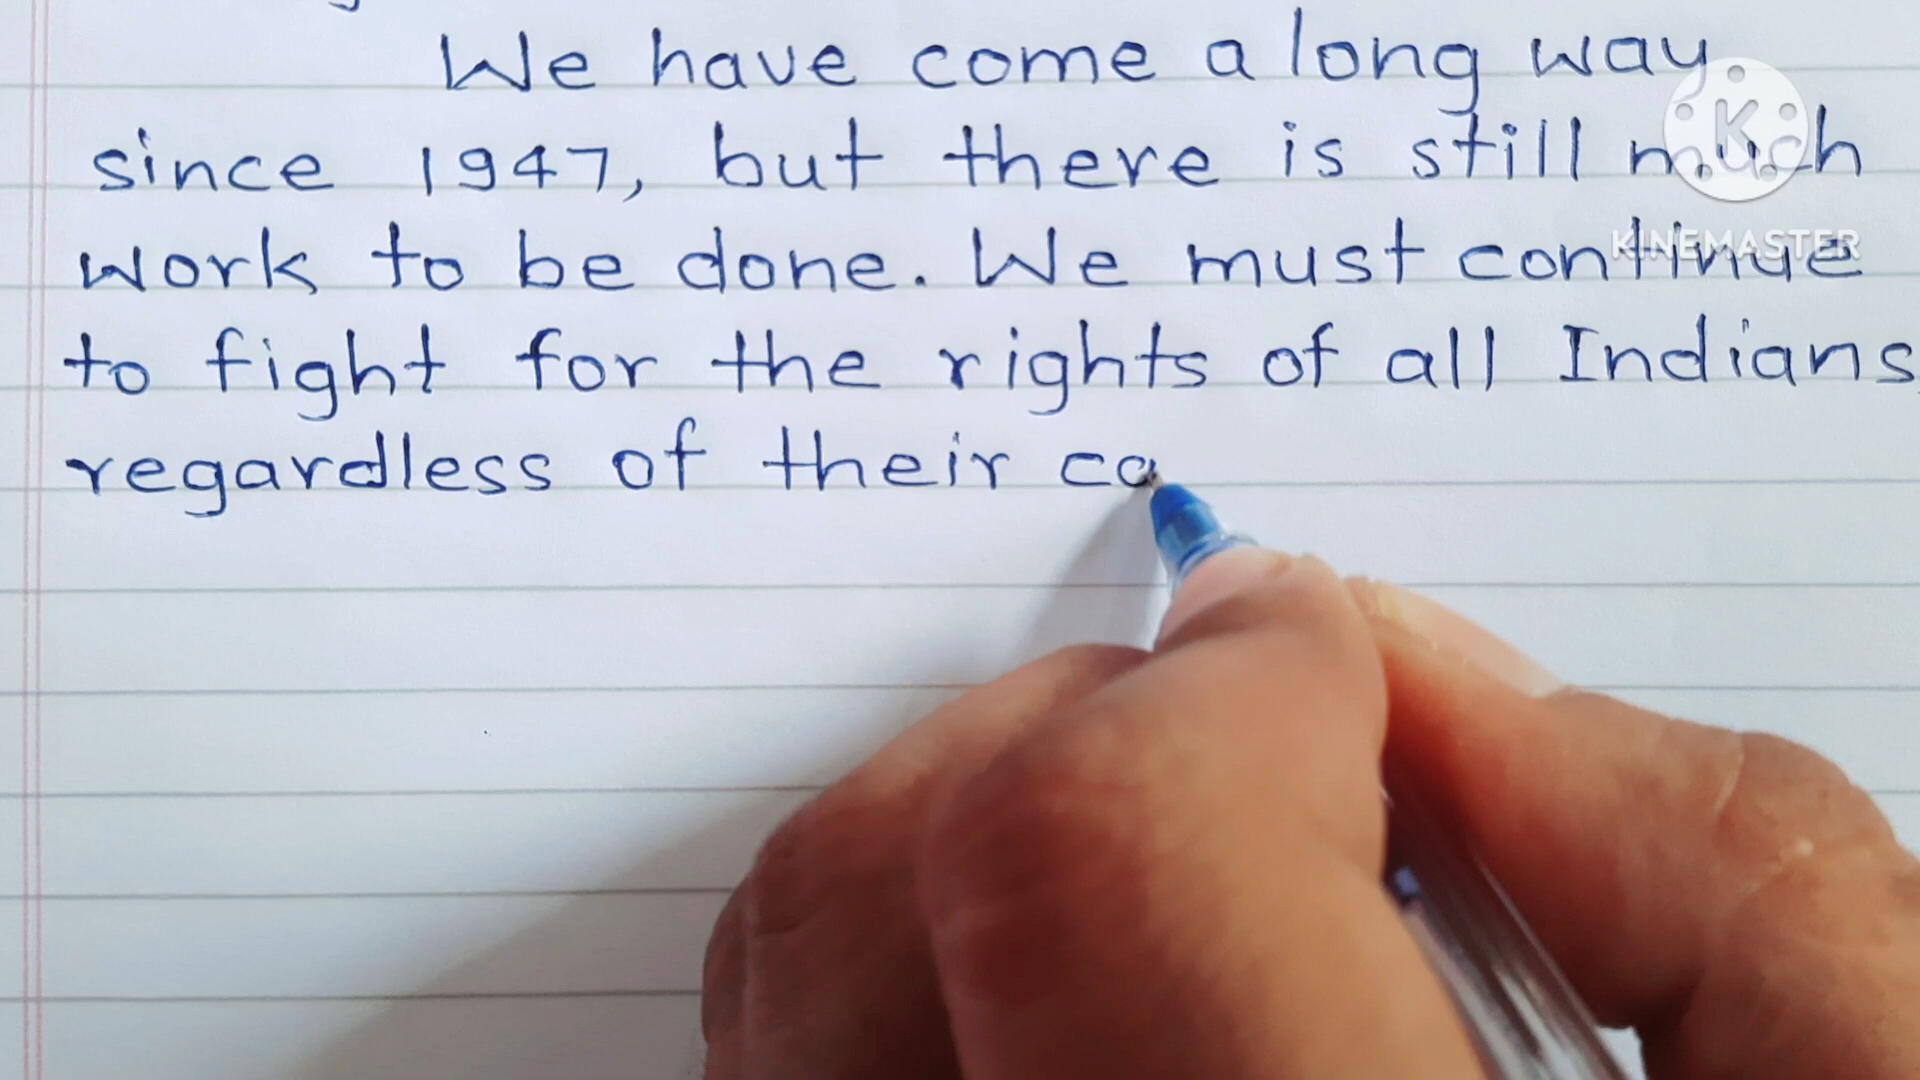 We have come a long way
since 1947, but there is still much
work to be done. We must continue
to fight for the rights of all Indians,
regardless of their ca
K
KINEMASTER